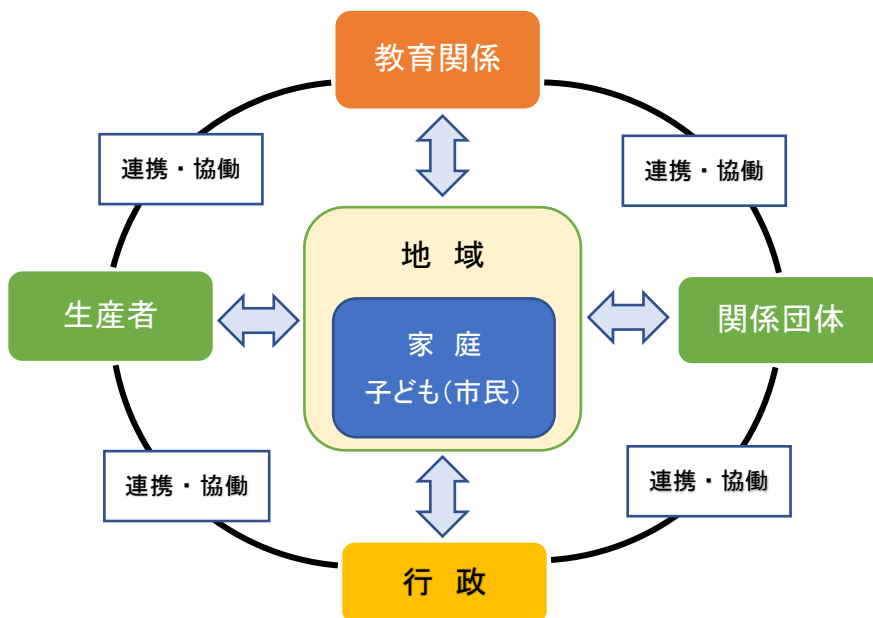 教育関係
連携・協働
連携・協働
地 域
生産者
関係団体
家 庭
子ども(市民)
連携・協働
連携・協働
行 政